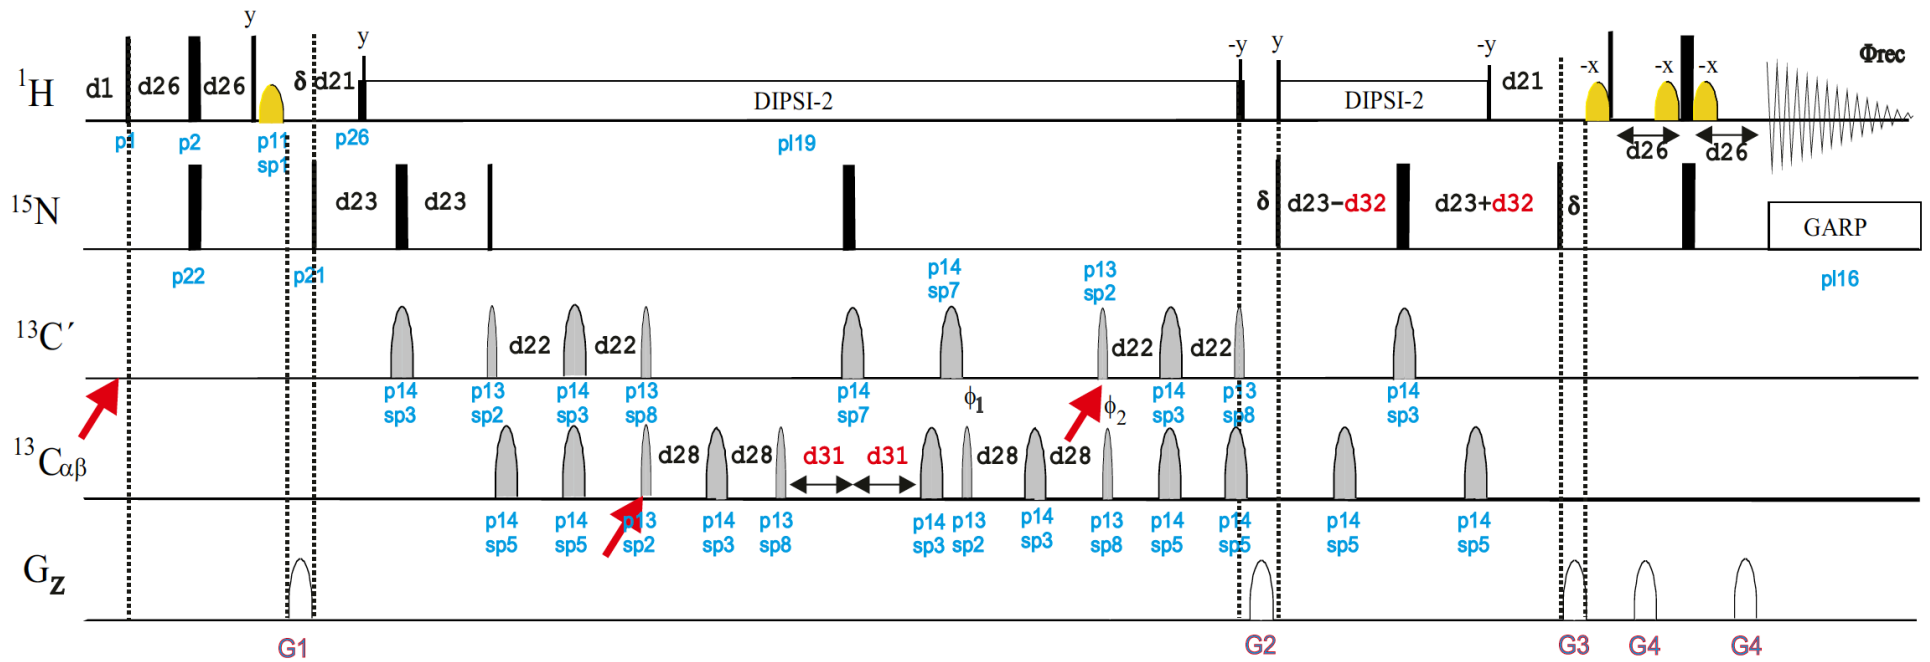 y
y
-y
y
-y
Φrec
¹H
d1
d26
d26
δ
d21
DIPSI-2
DIPSI-2
d21
-x
-x
-x
d26
d26
p1
p2
p11
sp1
p26
pl19
¹⁵N
d23
d23
δ
d23-d32
d23+d32
δ
GARP
p22
p21
p14
sp7
p13
sp2
pl16
¹³C´
d22
d22
d22
d22
p14
sp3
p13
sp2
p14
sp3
p13
sp8
p14
sp7
ϕ₁
ϕ₂
p14
sp3
p13
sp8
p14
sp3
¹³Cαβ
d28
d28
d31
d31
d28
d28
p14
sp5
p14
sp5
p13
sp2
p14
sp3
p13
sp8
p14
sp3
p13
sp2
p14
sp3
p13
sp8
p14
sp5
p14
sp5
p14
sp5
p14
sp5
Gz
G1
G2
G3
G4
G4